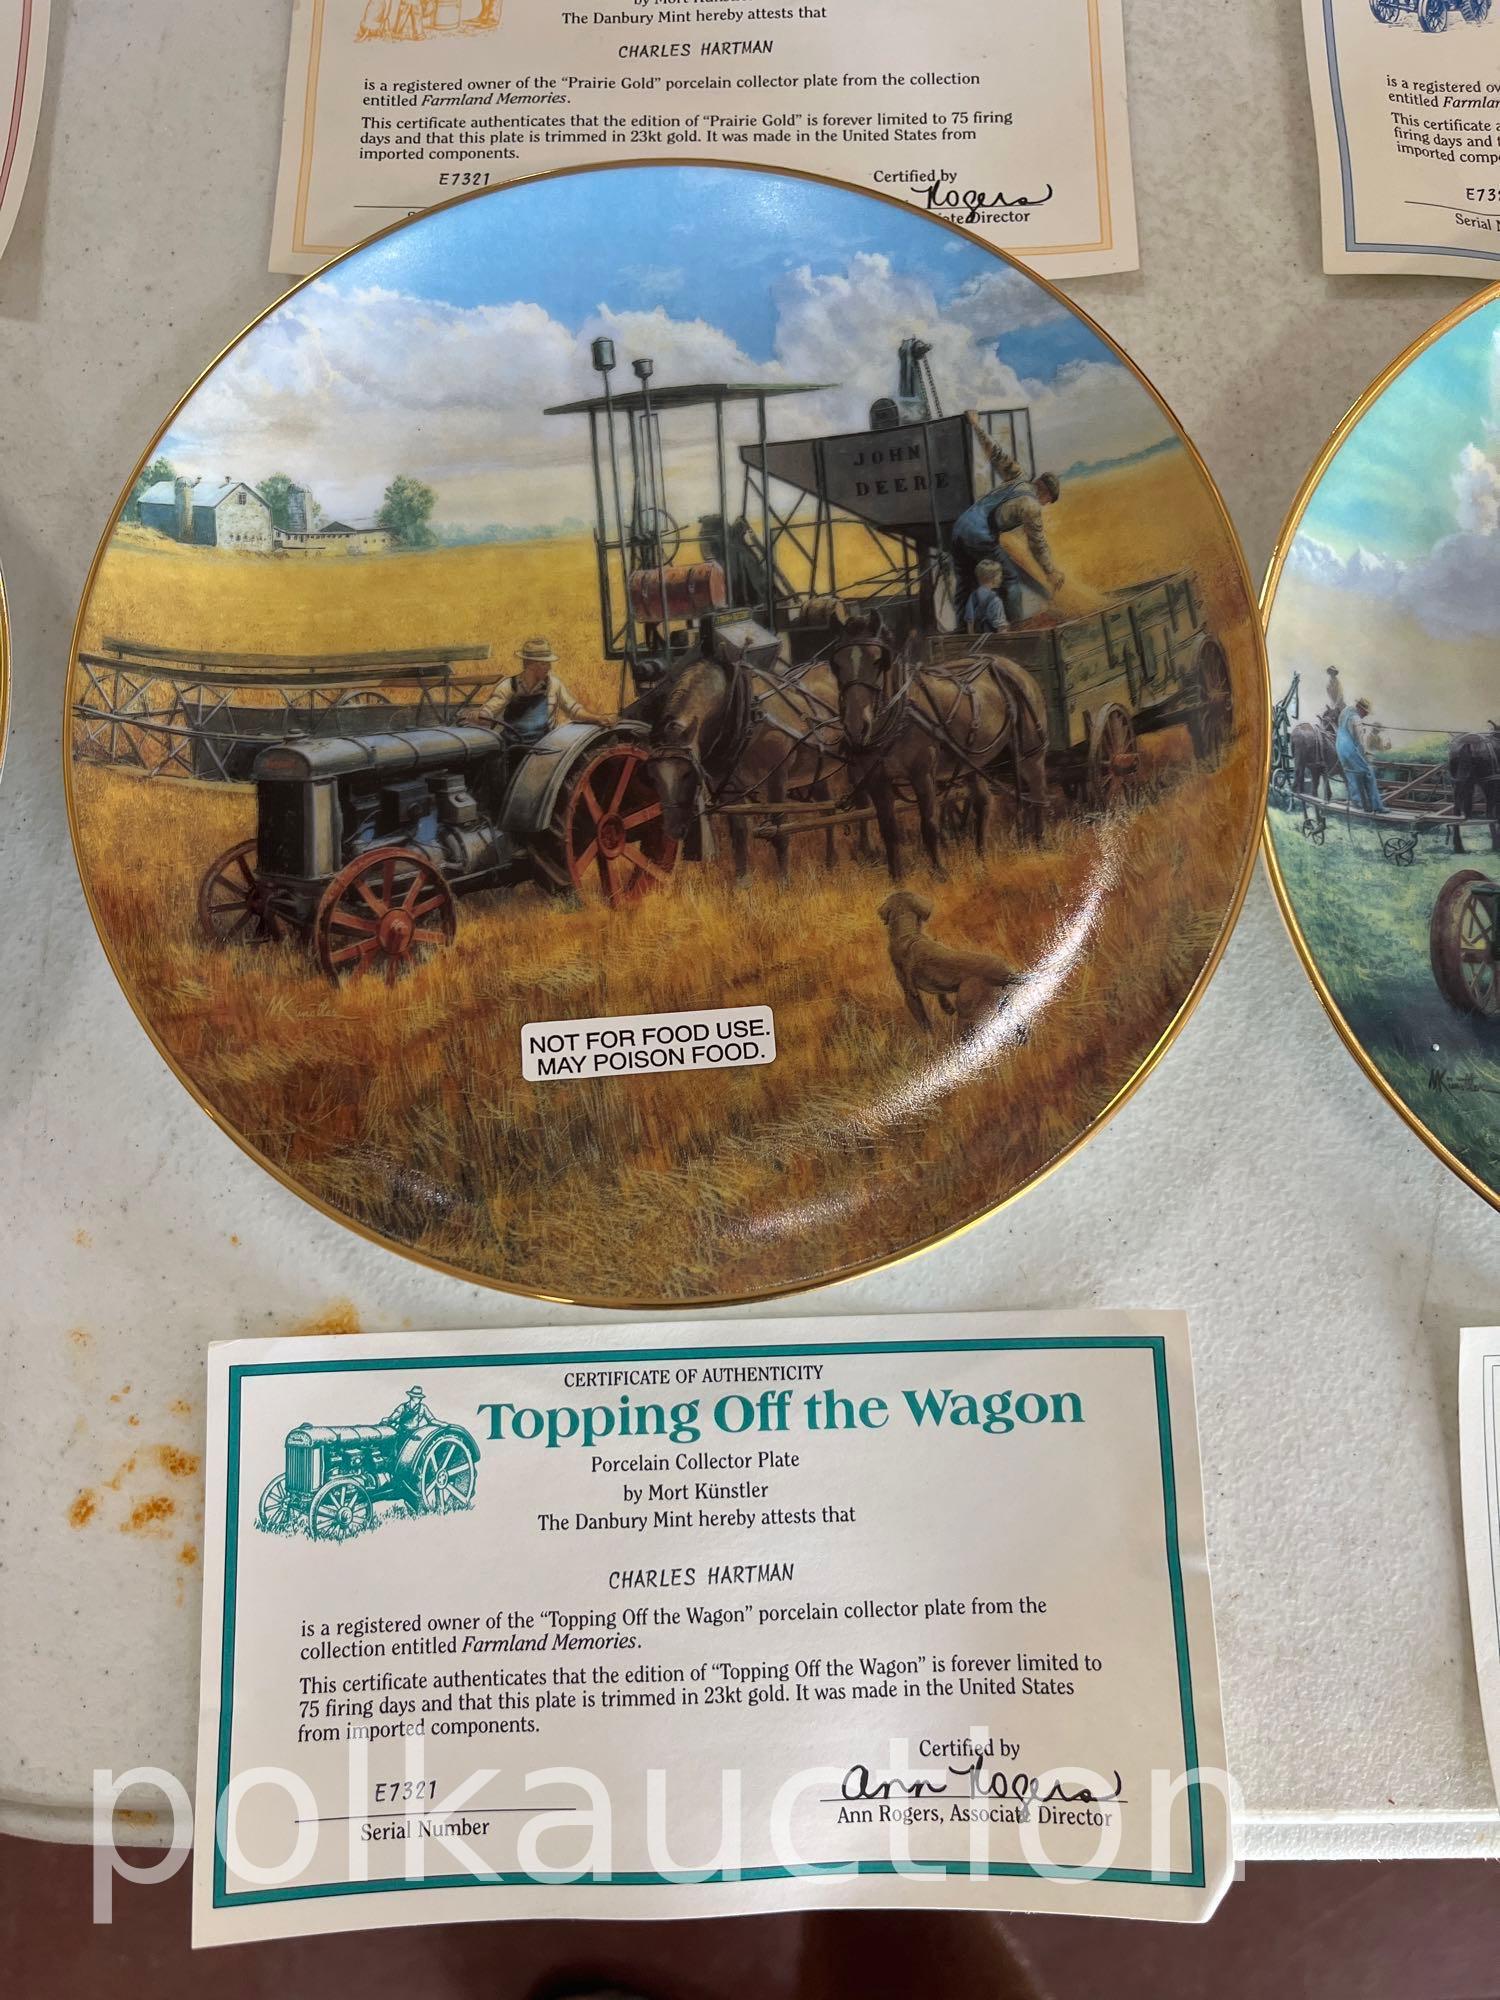 by Mort
The Danbury Mint hereby attests that
CHARLES HARTMAN
is a registered owner of the “Prairie Gold” porcelain collector plate from the collection
entitled Farmland Memories.
This certificate authenticates that the edition of “Prairie Gold” is forever limited to 75 firing
days and that this plate is trimmed in 23kt gold. It was made in the United States from
imported components.
E7321
Certified by
Rogers
Director
is a registered
entitled
This certificate
firing days and
imported
Serial
JOHN
DEERE
MKünstler
NOT FOR FOOD USE.
MAY POISON FOOD.
MKünstler
CERTIFICATE OF AUTHENTICITY
Topping Off the Wagon
Porcelain Collector Plate
by Mort Künstler
The Danbury Mint hereby attests that
CHARLES HARTMAN
is a registered owner of the “Topping Off the Wagon” porcelain collector plate from the
collection entitled Farmland Memories.
This certificate authenticates that the edition of “Topping Off the Wagon” is forever limited to
75 firing days and that this plate is trimmed in 23kt gold. It was made in the United States
from imported components.
E7321
Serial Number
Certified by
Ann Rogers
Ann Rogers, Associate Director
polkauction